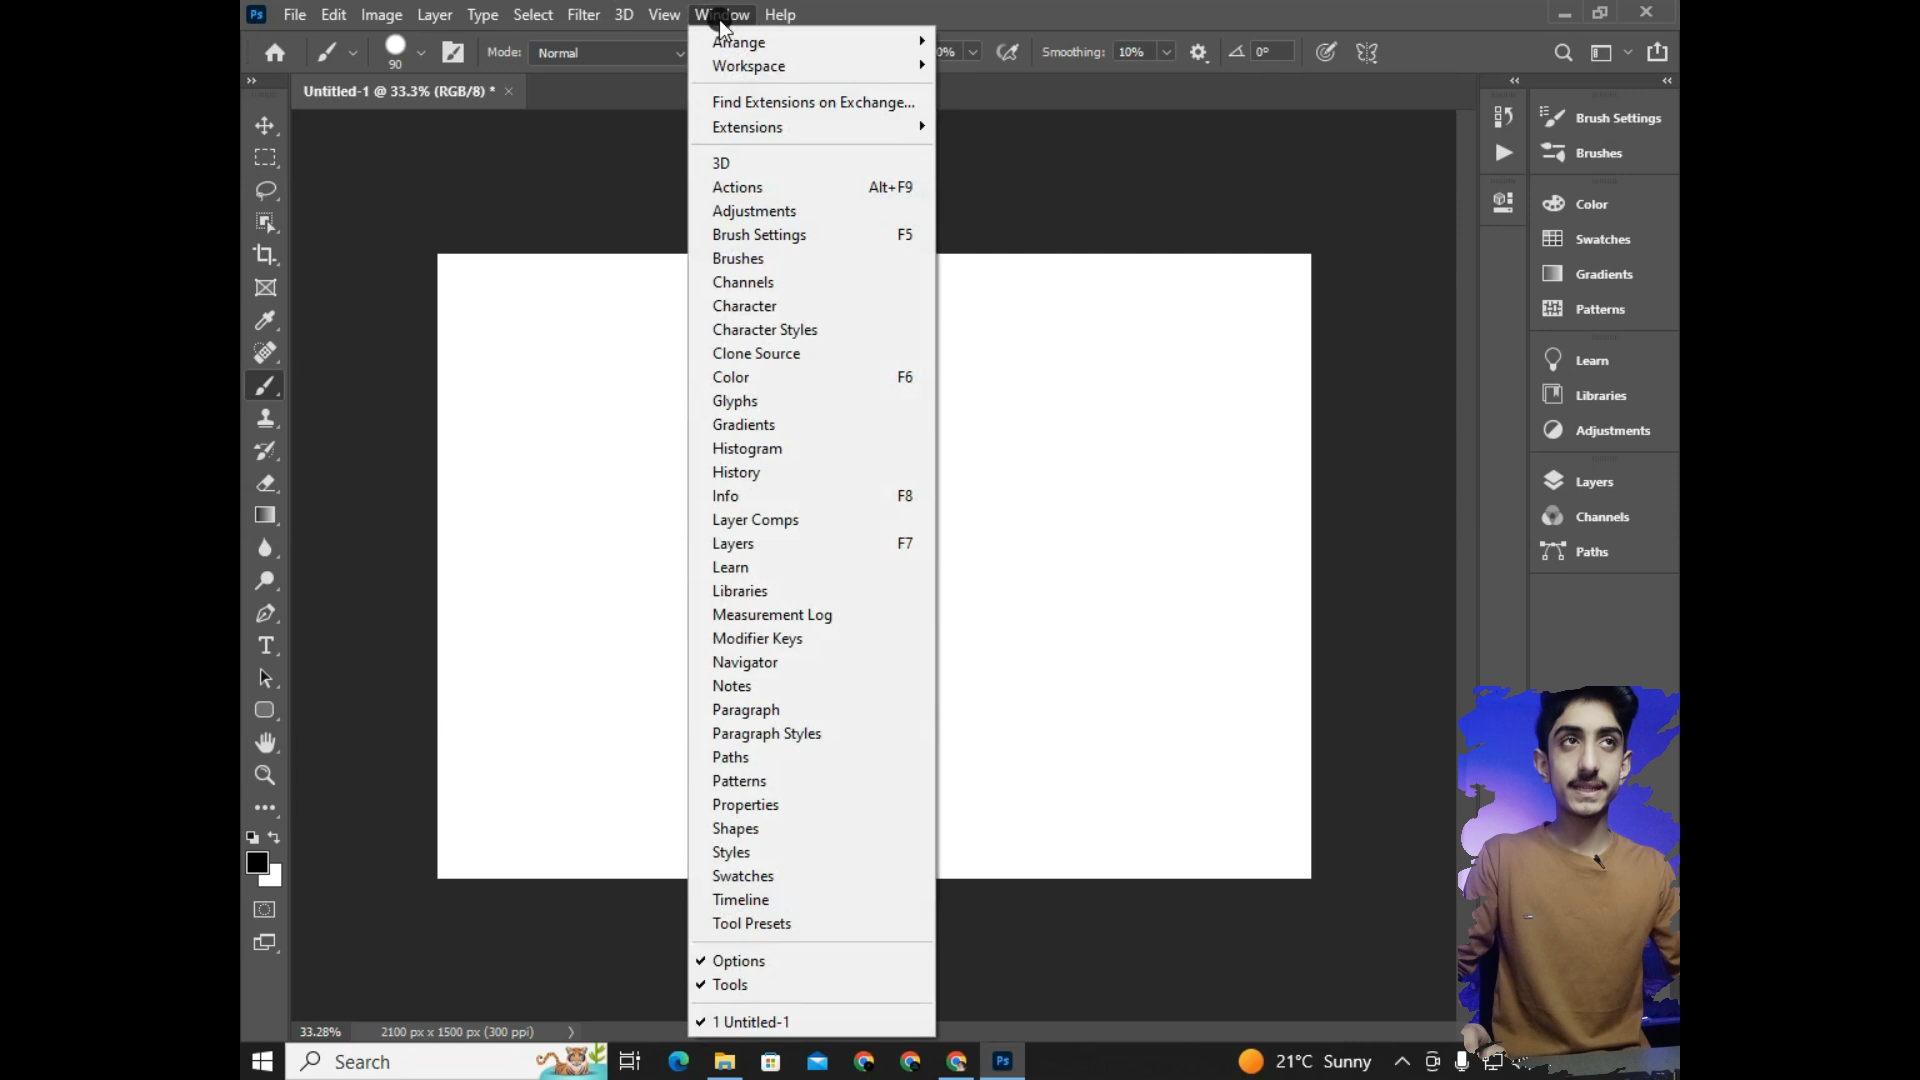 Ps File Edit Image Layer Type Select Filter 3D View Window Help
90
Mode: Normal
0%
Smoothing: 10%
0°
Untitled-1 @ 33.3% (RGB/8) *
Arrange
Workspace
Find Extensions on Exchange...
Extensions
3D
Actions Alt+F9
Adjustments
Brush Settings F5
Brushes
Channels
Character
Character Styles
Clone Source
Color F6
Glyphs
Gradients
Histogram
History
Info F8
Layer Comps
Layers F7
Learn
Libraries
Measurement Log
Modifier Keys
Navigator
Notes
Paragraph
Paragraph Styles
Paths
Patterns
Properties
Shapes
Styles
Swatches
Timeline
Tool Presets
Options
Tools
1 Untitled-1
Brush Settings
Brushes
Color
Swatches
Gradients
Patterns
Learn
Libraries
Adjustments
Layers
Channels
Paths
33.28% 2100 px x 1500 px (300 ppi)
Search
Ps
21°C Sunny